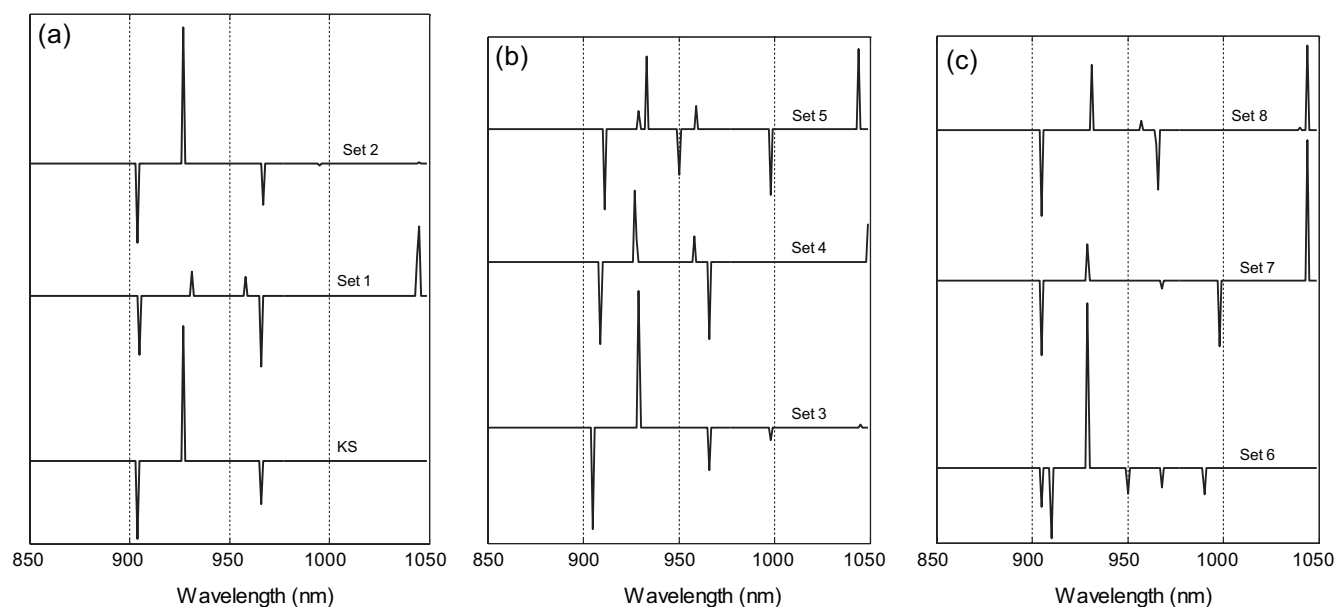 (a)
Set 2
Set 1
KS
850 900 950 1000 1050
Wavelength (nm)
(b)
Set 5
Set 4
Set 3
850 900 950 1000 1050
Wavelength (nm)
(c)
Set 8
Set 7
Set 6
850 900 950 1000 1050
Wavelength (nm)